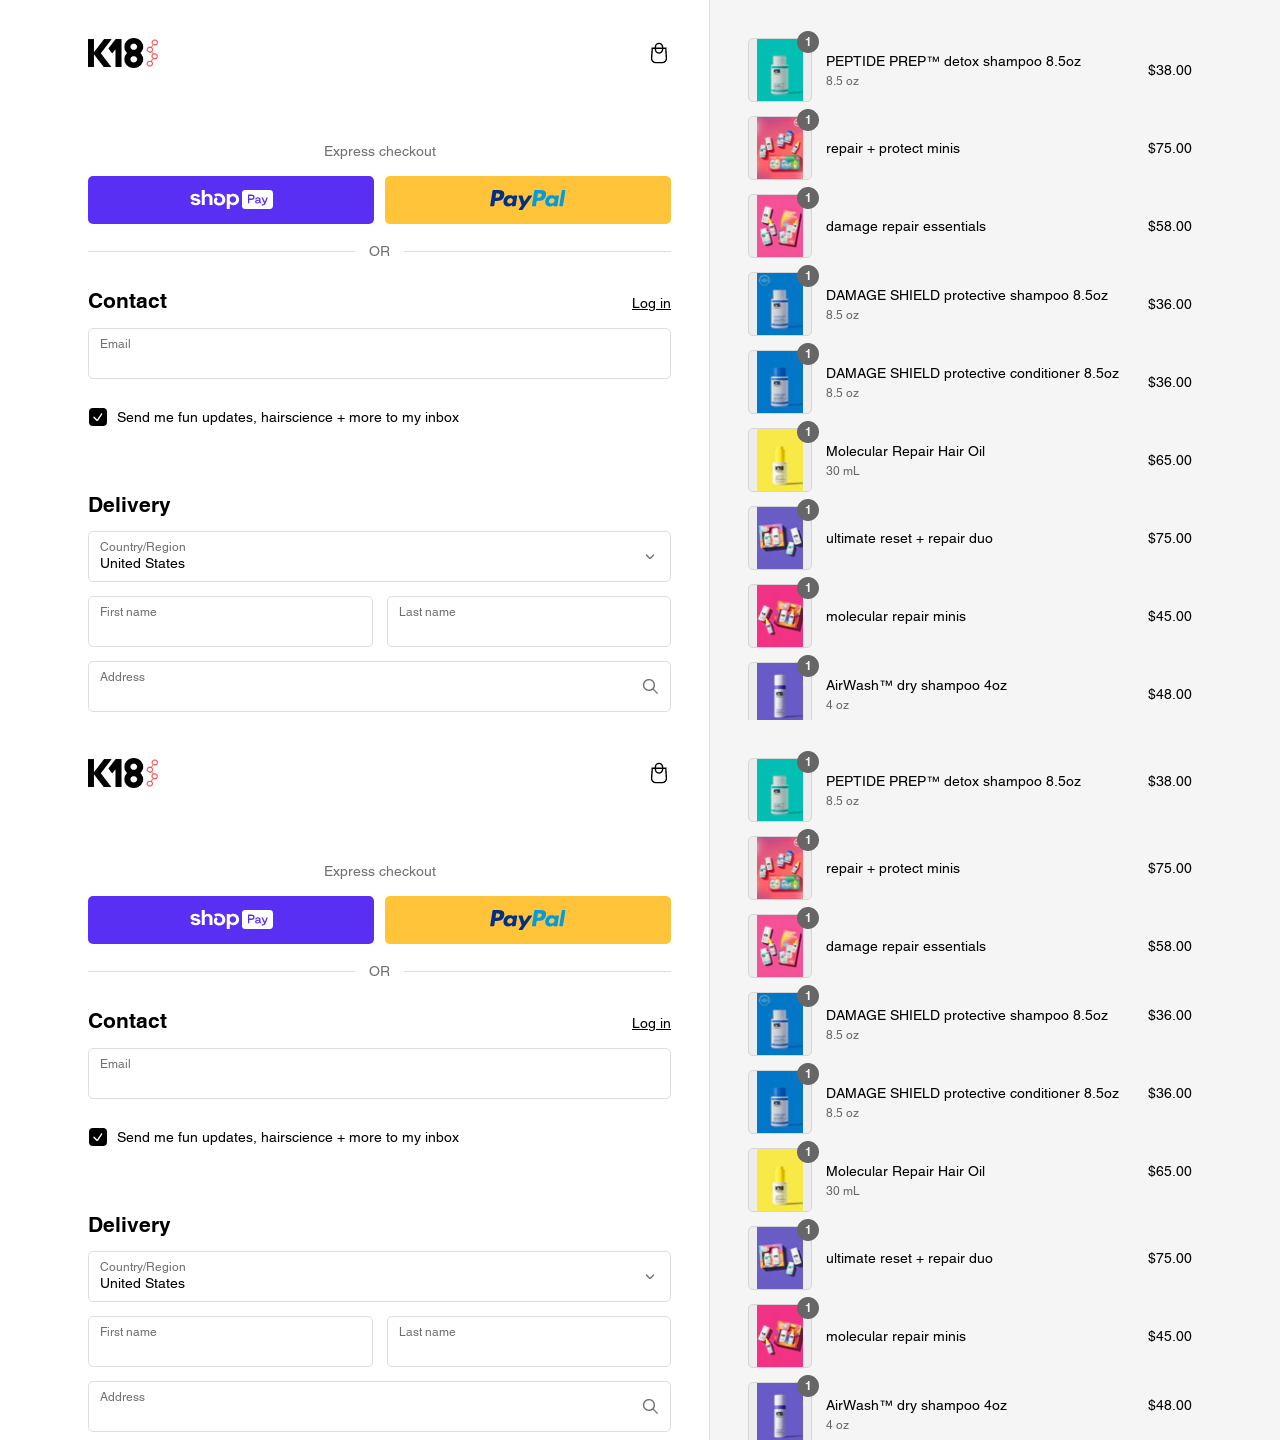 K18
Express checkout
shop Pay
PayPal
OR
Contact
Log in
Email
Send me fun updates, hairscience + more to my inbox
Delivery
Country/Region
United States
First name
Last name
Address
1
PEPTIDE PREP™ detox shampoo 8.5oz
8.5 oz
$38.00
1
repair + protect minis
$75.00
1
damage repair essentials
$58.00
1
DAMAGE SHIELD protective shampoo 8.5oz
8.5 oz
$36.00
1
DAMAGE SHIELD protective conditioner 8.5oz
8.5 oz
$36.00
1
Molecular Repair Hair Oil
30 mL
$65.00
1
ultimate reset + repair duo
$75.00
1
molecular repair minis
$45.00
1
AirWash™ dry shampoo 4oz
4 oz
$48.00
K18
Express checkout
shop Pay
PayPal
OR
Contact
Log in
Email
Send me fun updates, hairscience + more to my inbox
Delivery
Country/Region
United States
First name
Last name
Address
1
PEPTIDE PREP™ detox shampoo 8.5oz
8.5 oz
$38.00
1
repair + protect minis
$75.00
1
damage repair essentials
$58.00
1
DAMAGE SHIELD protective shampoo 8.5oz
8.5 oz
$36.00
1
DAMAGE SHIELD protective conditioner 8.5oz
8.5 oz
$36.00
1
Molecular Repair Hair Oil
30 mL
$65.00
1
ultimate reset + repair duo
$75.00
1
molecular repair minis
$45.00
1
AirWash™ dry shampoo 4oz
4 oz
$48.00